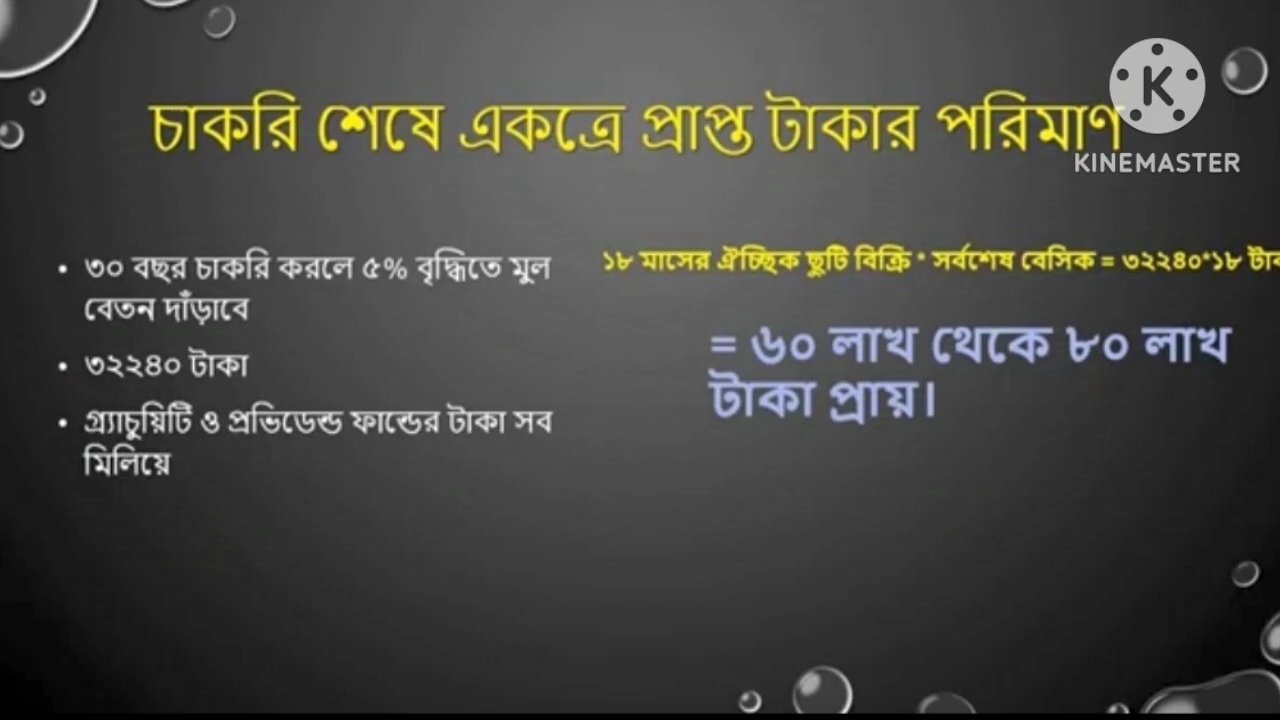 চাকরি শেষে একত্রে প্রাপ্ত টাকার পরিমাণ
KINEMASTER
• ৩০ বছর চাকরি করলে ৫% বৃদ্ধিতে মুল
বেতন দাঁড়াবে
• ৩২২৪০ টাকা
• গ্র্যাচুয়িটি ও প্রভিডেন্ড ফান্ডের টাকা সব
মিলিয়ে
১৮ মাসের ঐচ্ছিক ছুটি বিক্রি * সর্বশেষ বেসিক = ৩২২৪০*১৮
= ৬০ লাখ থেকে ৮০ লাখ
টাকা প্রায়।